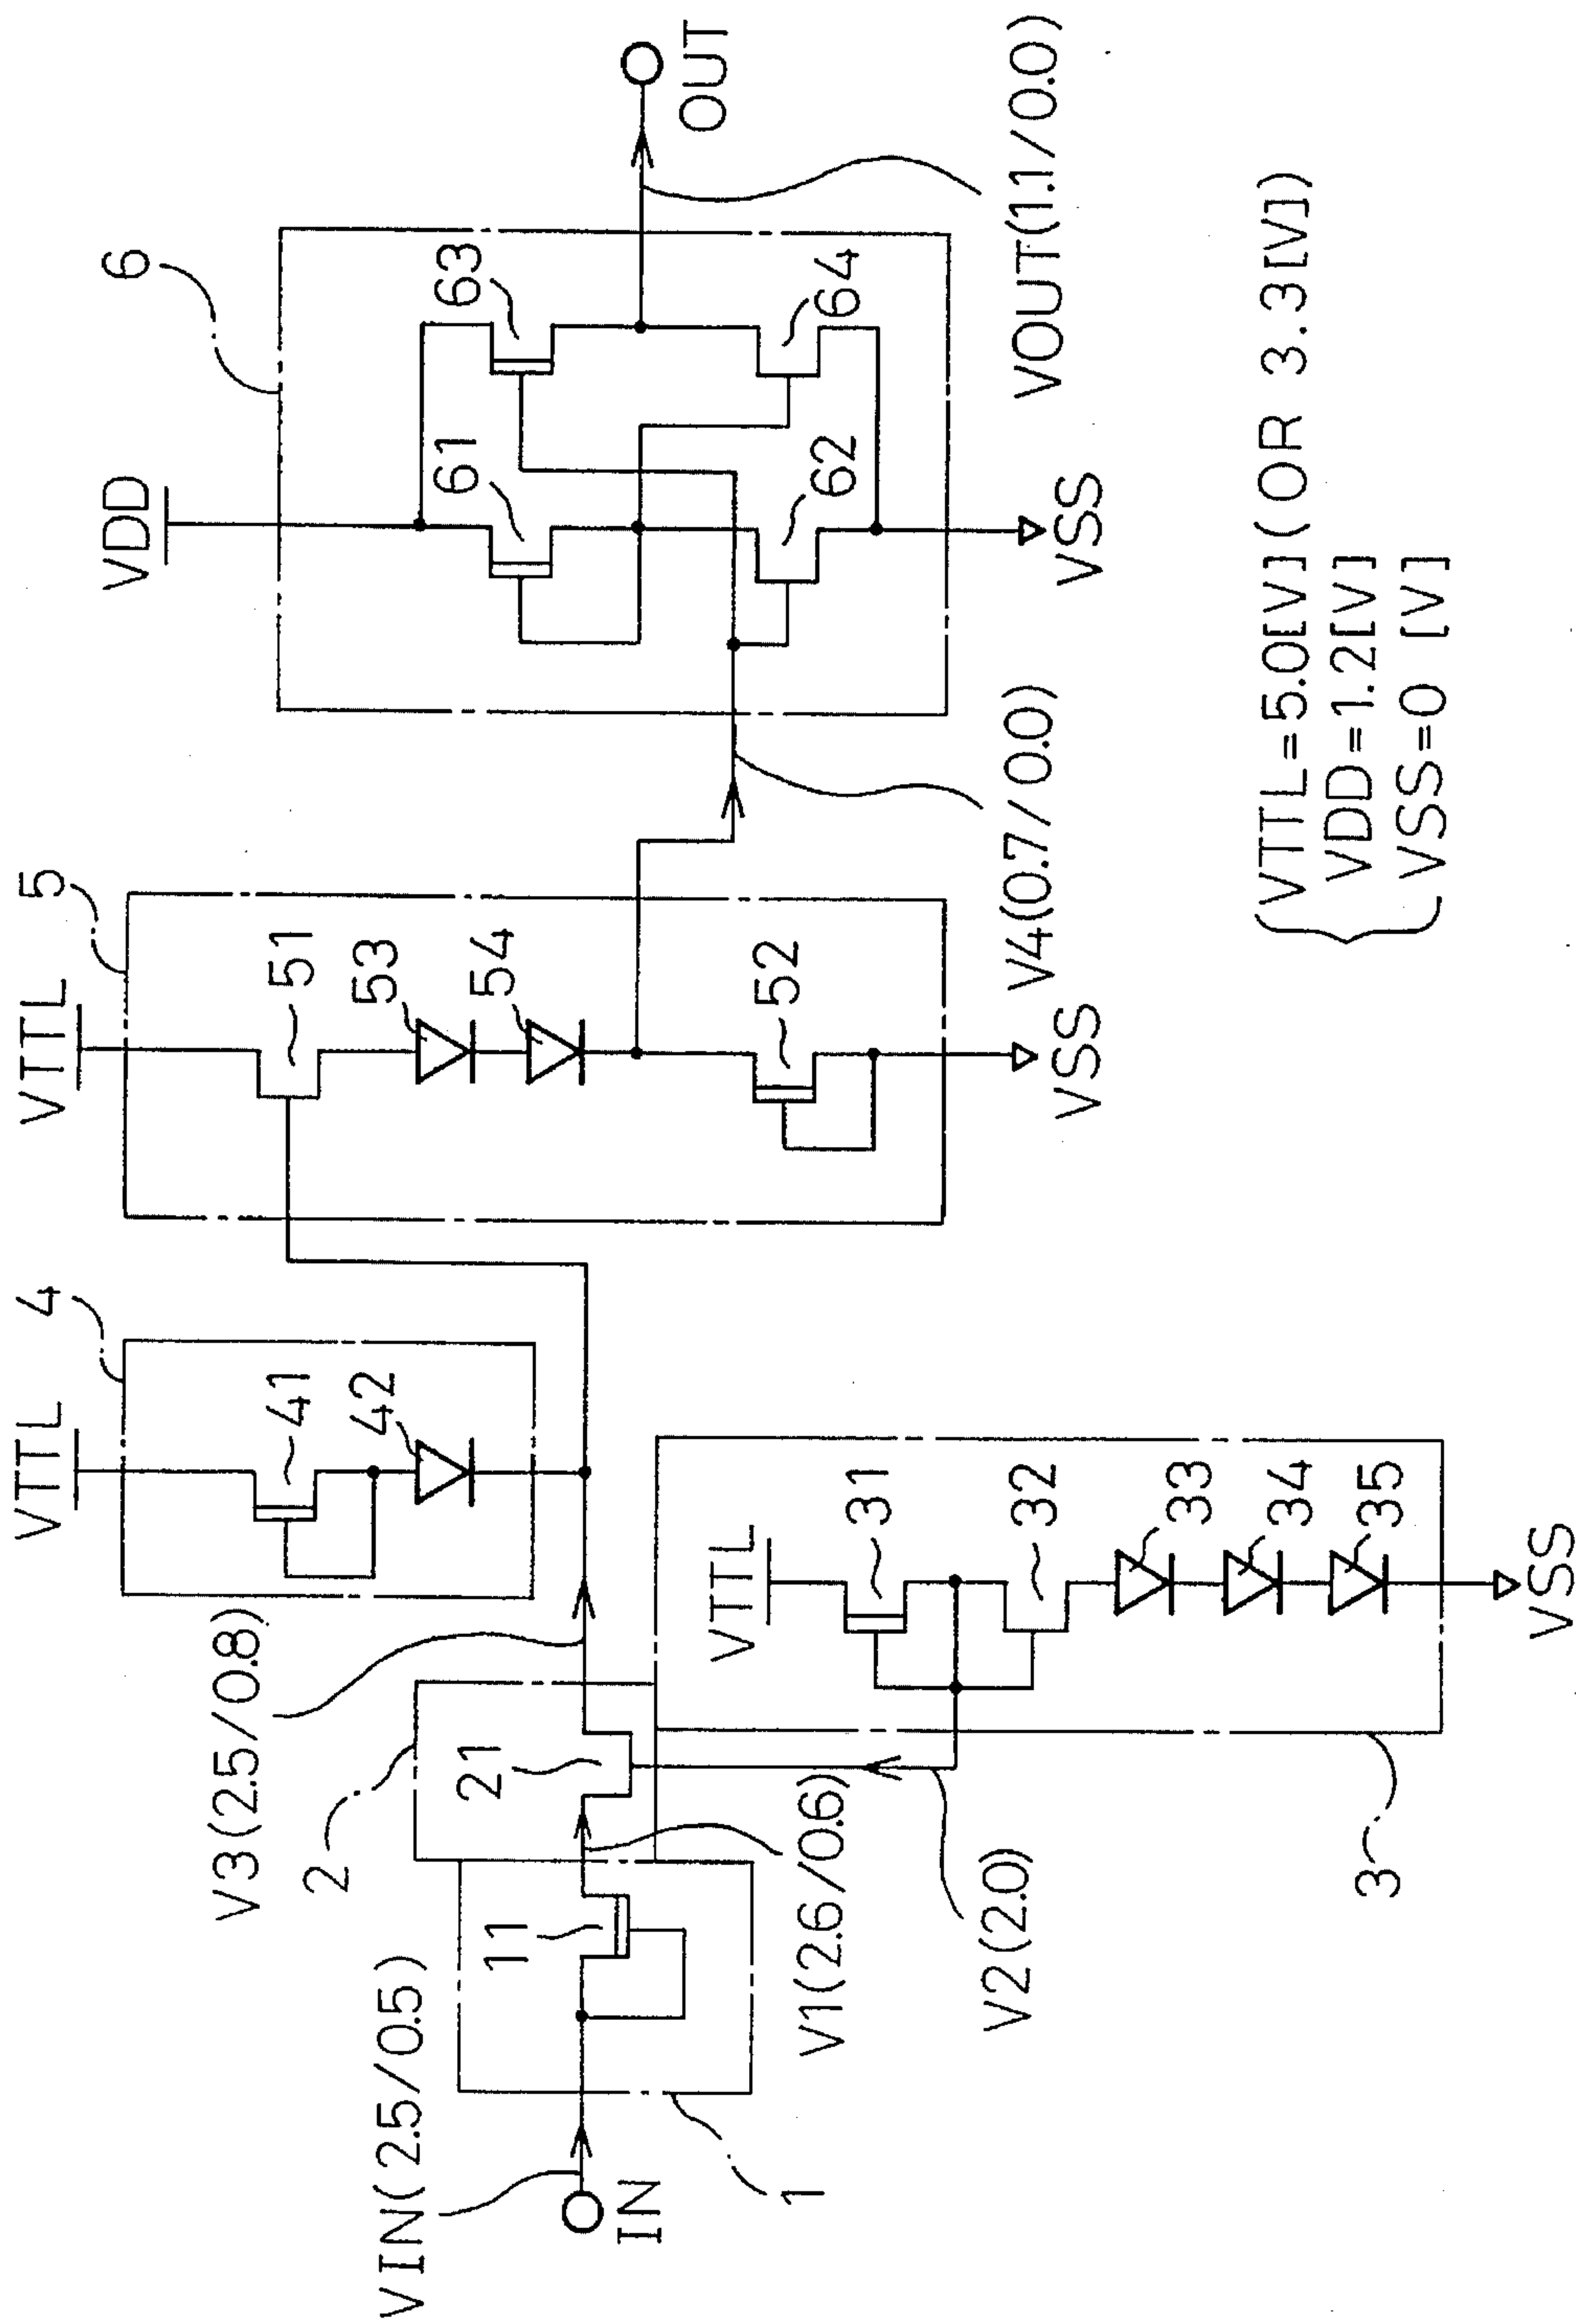 VIN(2.5/0.5)
IN
1
11
V1(2.6/0.6)
2
21
V2(2.0)
V3(2.5/0.8)
3
VTTL
31
32
33
34
35
VSS
4
VTTL
41
42
5
VTTL
51
53
54
52
VSS
V4(0.7/0.0)
6
VDD
61
63
62
64
VSS
VOUT(1.1/0.0)
OUT
VTTL=5.0[V](OR 3.3[V])
VDD=1.2[V]
VSS=0 [V]